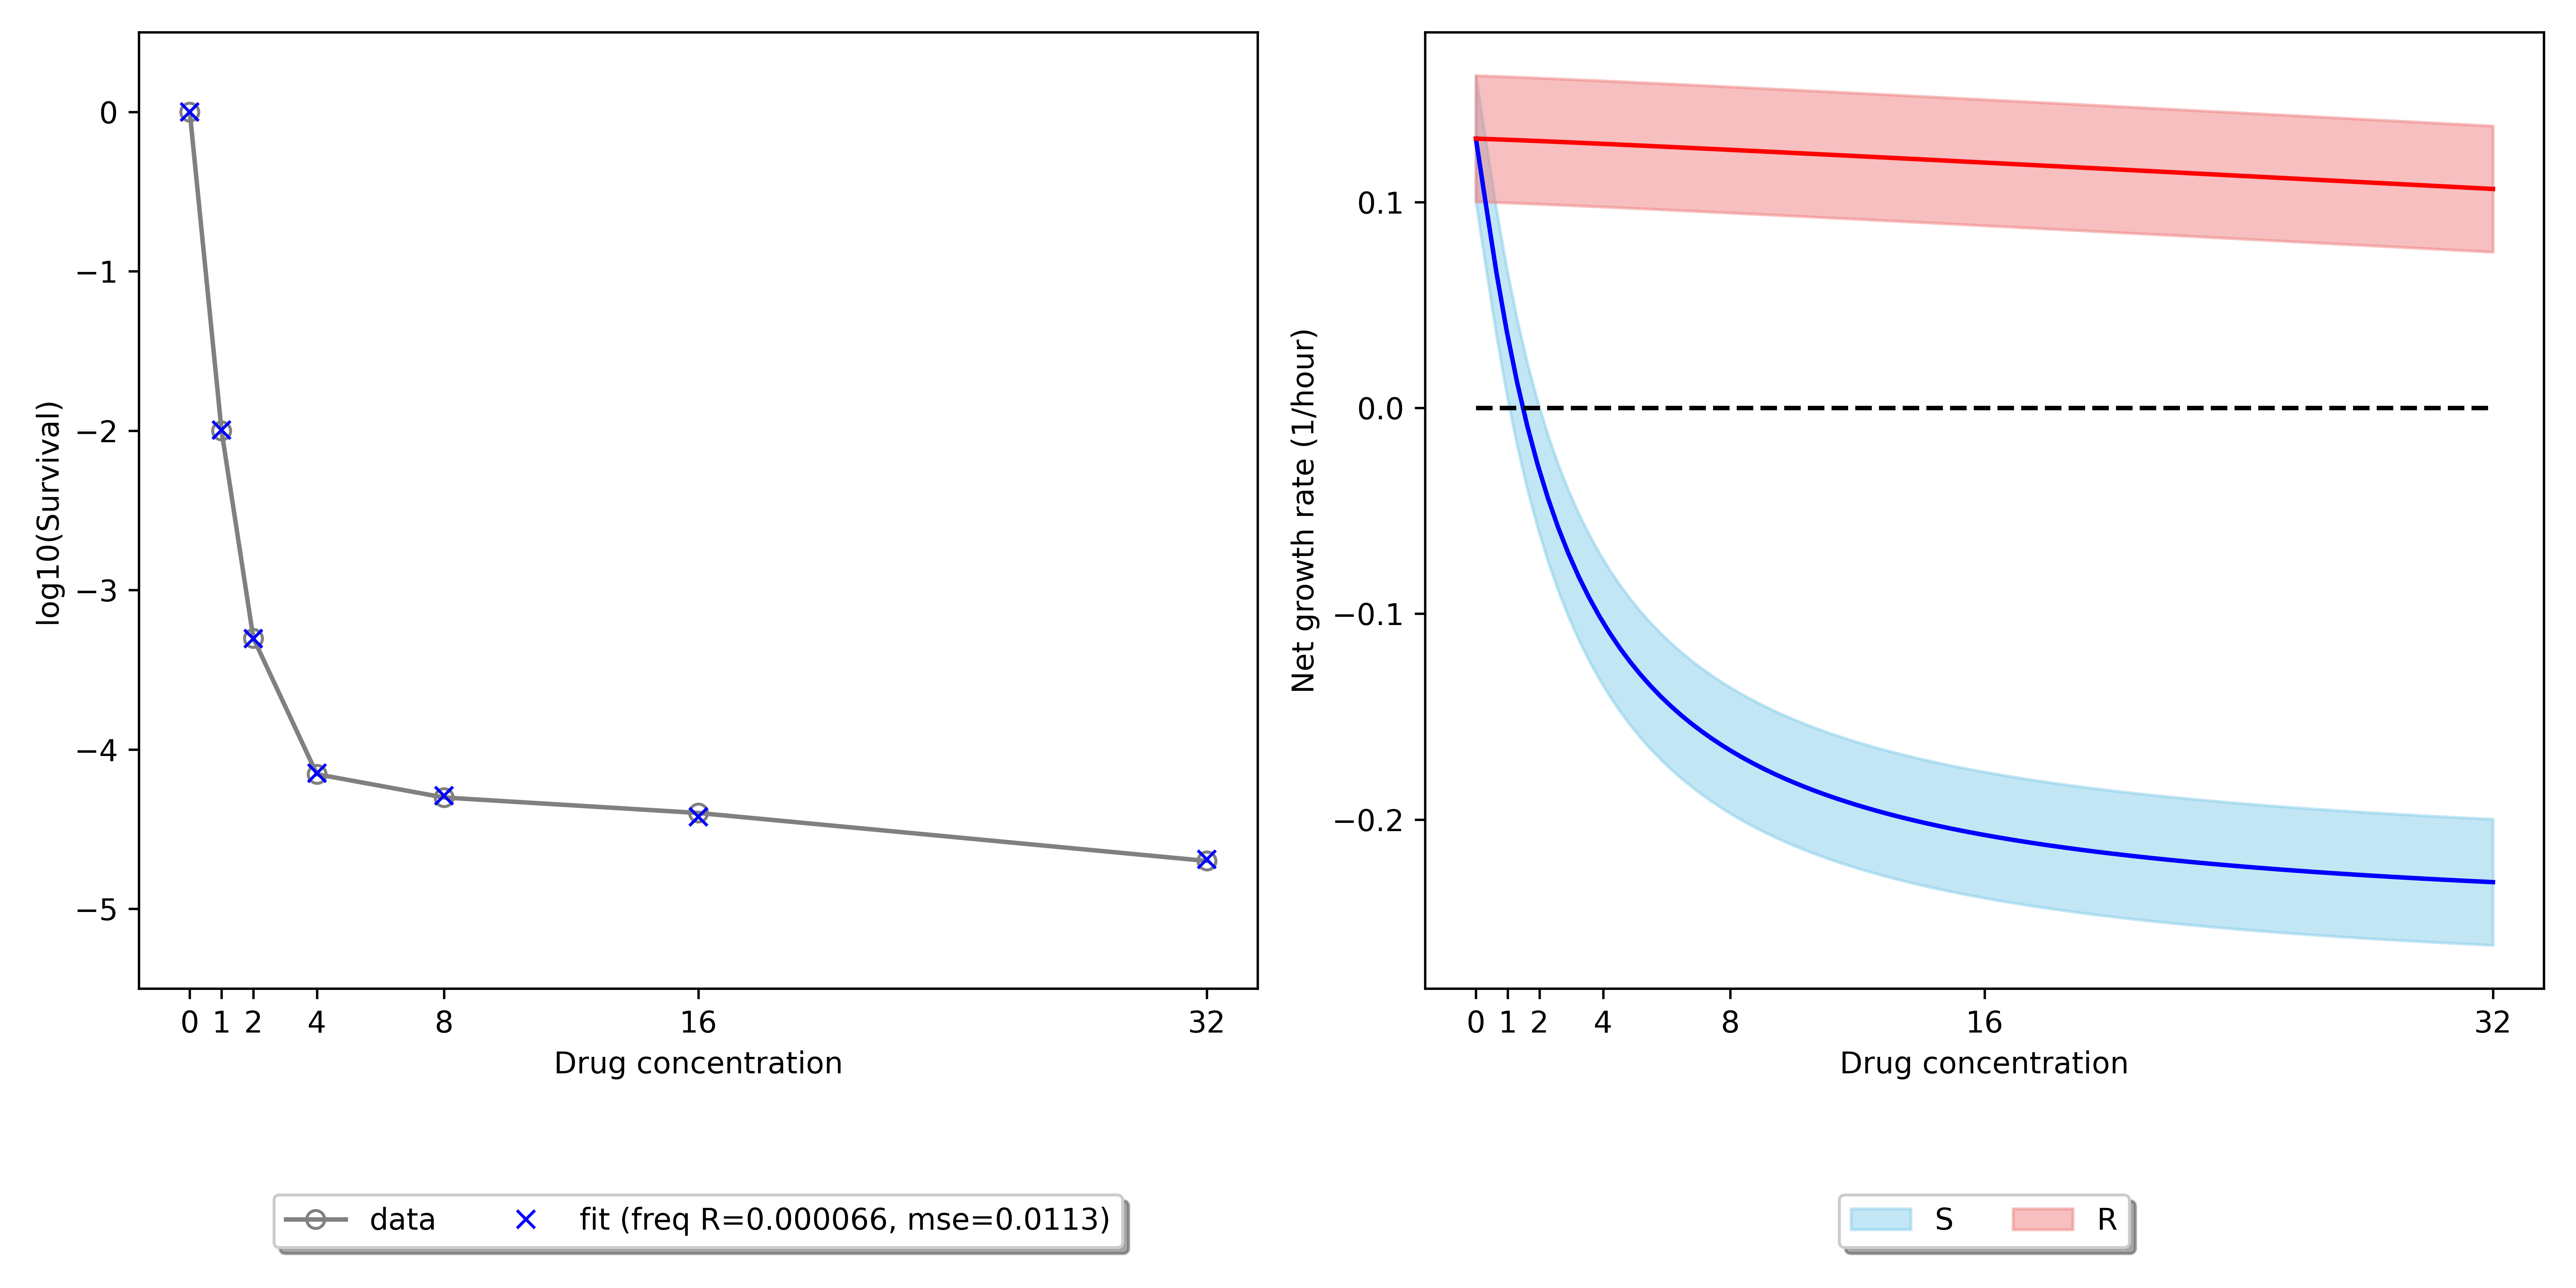 0
−1
−2
−3
−4
−5
log10(Survival)
0 1 2 4 8 16 32
Drug concentration
data fit (freq R=0.000066, mse=0.0113)
0.1
0.0
−0.1
−0.2
Net growth rate (1/hour)
0 1 2 4 8 16 32
Drug concentration
S R